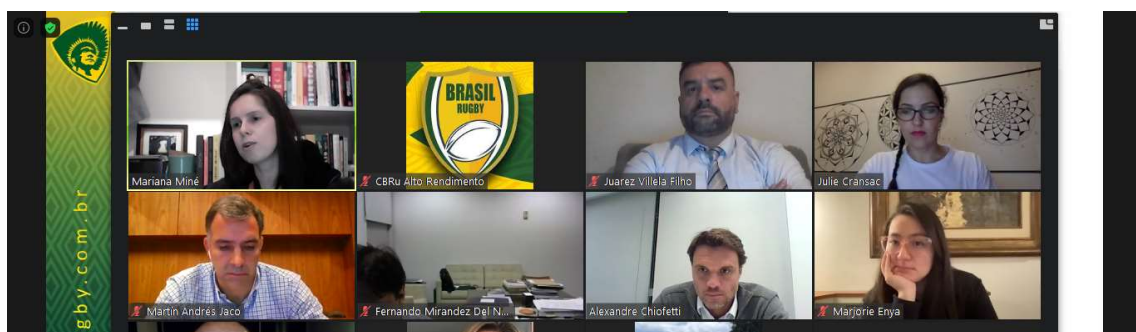 gby.com.br
BRASIL
RUGBY
Mariana Miné
CBRu Alto Rendimento
Juarez Villela Filho
Julie Cransac
Martin Andrés Jaco
Fernando Mirandez Del N...
Alexandre Chiofetti
Marjorie Enya